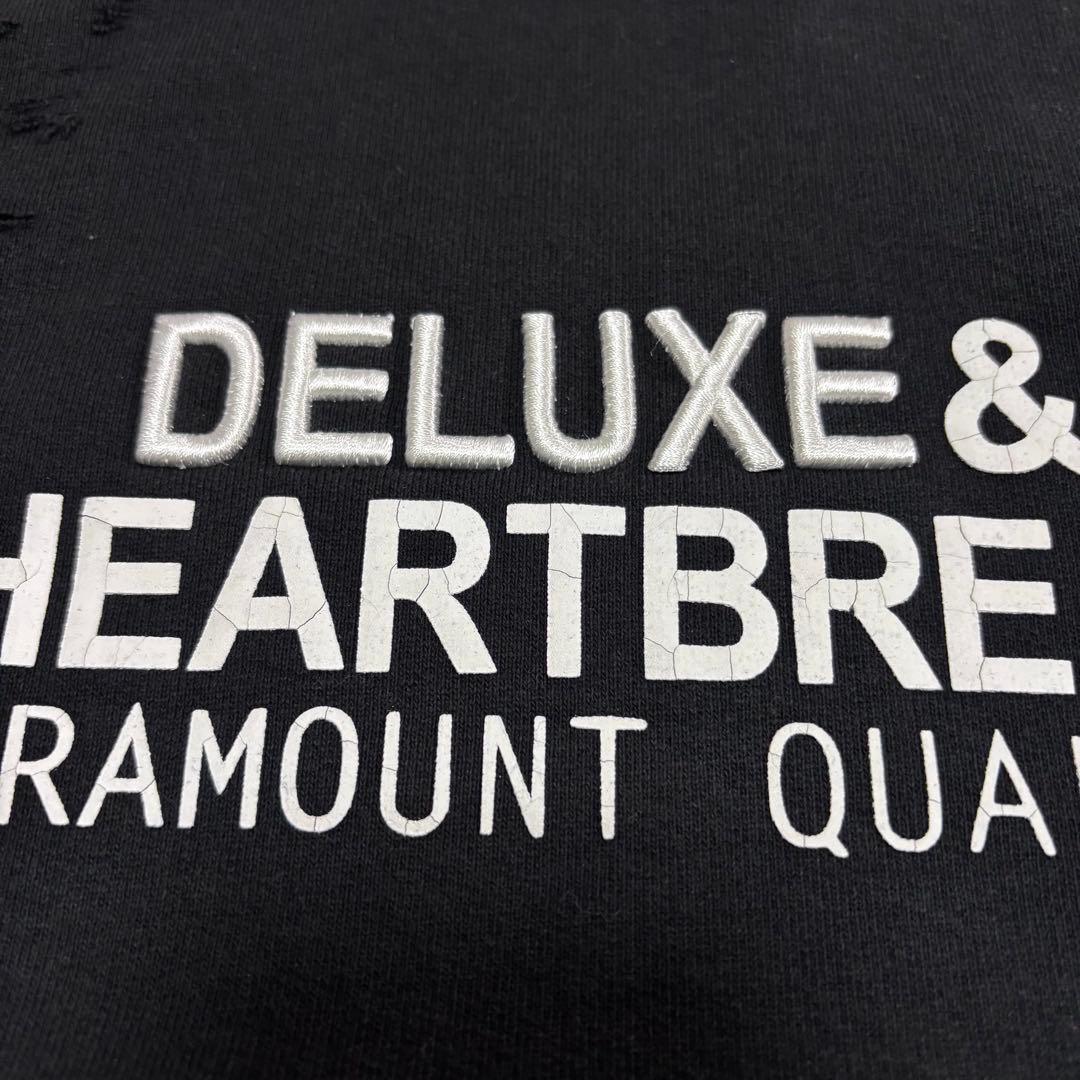 DELUXE &
HEARTBRE
RAMOUNT QUA